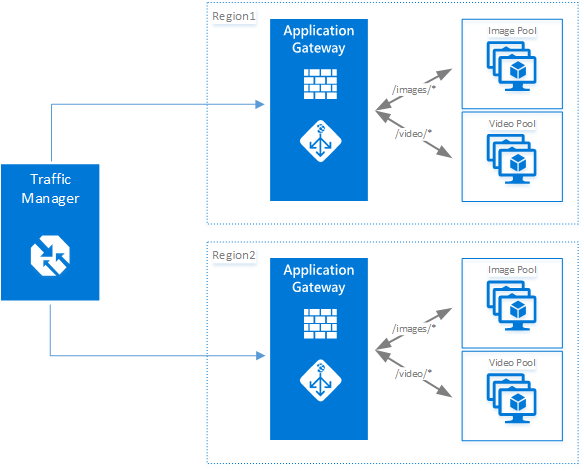 Region1
Application
Gateway
Image Pool
/images/*
Video Pool
/video/*
Traffic
Manager
Region2
Application
Gateway
Image Pool
/images/*
Video Pool
/video/*